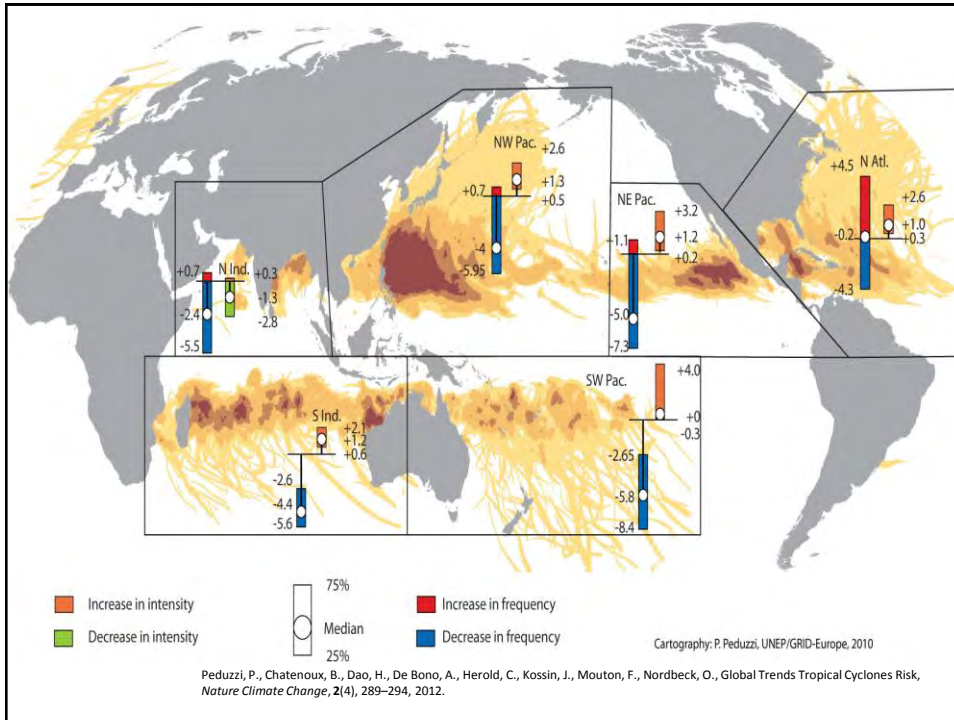 NW Pac.
+2.6
+1.3
+0.5
+0.7
-4
-5.95
NE Pac.
+3.2
+1.2
+0.2
+1.1
-5.0
-7.3
N Atl.
+4.5
+2.6
+1.0
+0.3
-0.2
-4.3
N Ind.
+0.7
+0.3
-1.3
-2.8
-2.4
-5.5
S Ind.
+2.1
+1.2
+0.6
-2.6
-4.4
-5.6
SW Pac.
+4.0
+0
-0.3
-2.65
-5.8
-8.4
Increase in intensity
Decrease in intensity
75%
Median
25%
Increase in frequency
Decrease in frequency
Cartography: P. Peduzzi, UNEP/GRID-Europe, 2010
Peduzzi, P., Chatenoux, B., Dao, H., De Bono, A., Herold, C., Kossin, J., Mouton, F., Nordbeck, O., Global Trends Tropical Cyclones Risk,
Nature Climate Change, 2(4), 289–294, 2012.